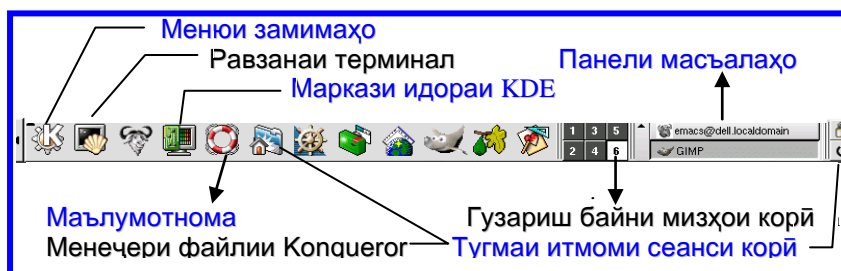 Менюи замимаҳо
Равзанаи терминал
Панели масъалаҳо
Маркази идораи KDE
1 3 5
2 4 6
emacs@dell.localdomain
GIMP
Маълумотнома
Гузариш байни мизҳои корӣ
Менеҷери файлии Konqueror
Тугмаи итмоми сеанси корӣ